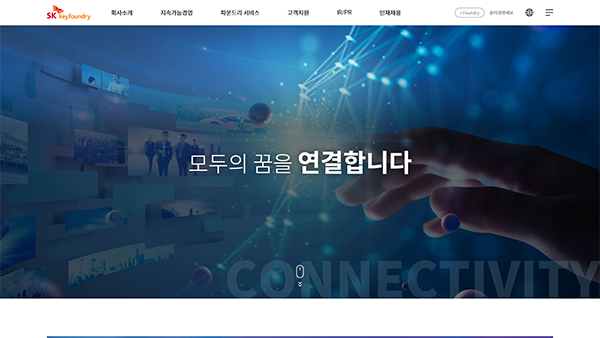 SK keyfoundry
회사소개 지속가능경영 파운드리 서비스 고객지원 IR/PR 인재채용 i-Foundry 윤리경영제보
모두의 꿈을 연결합니다
CONNECTIVITY